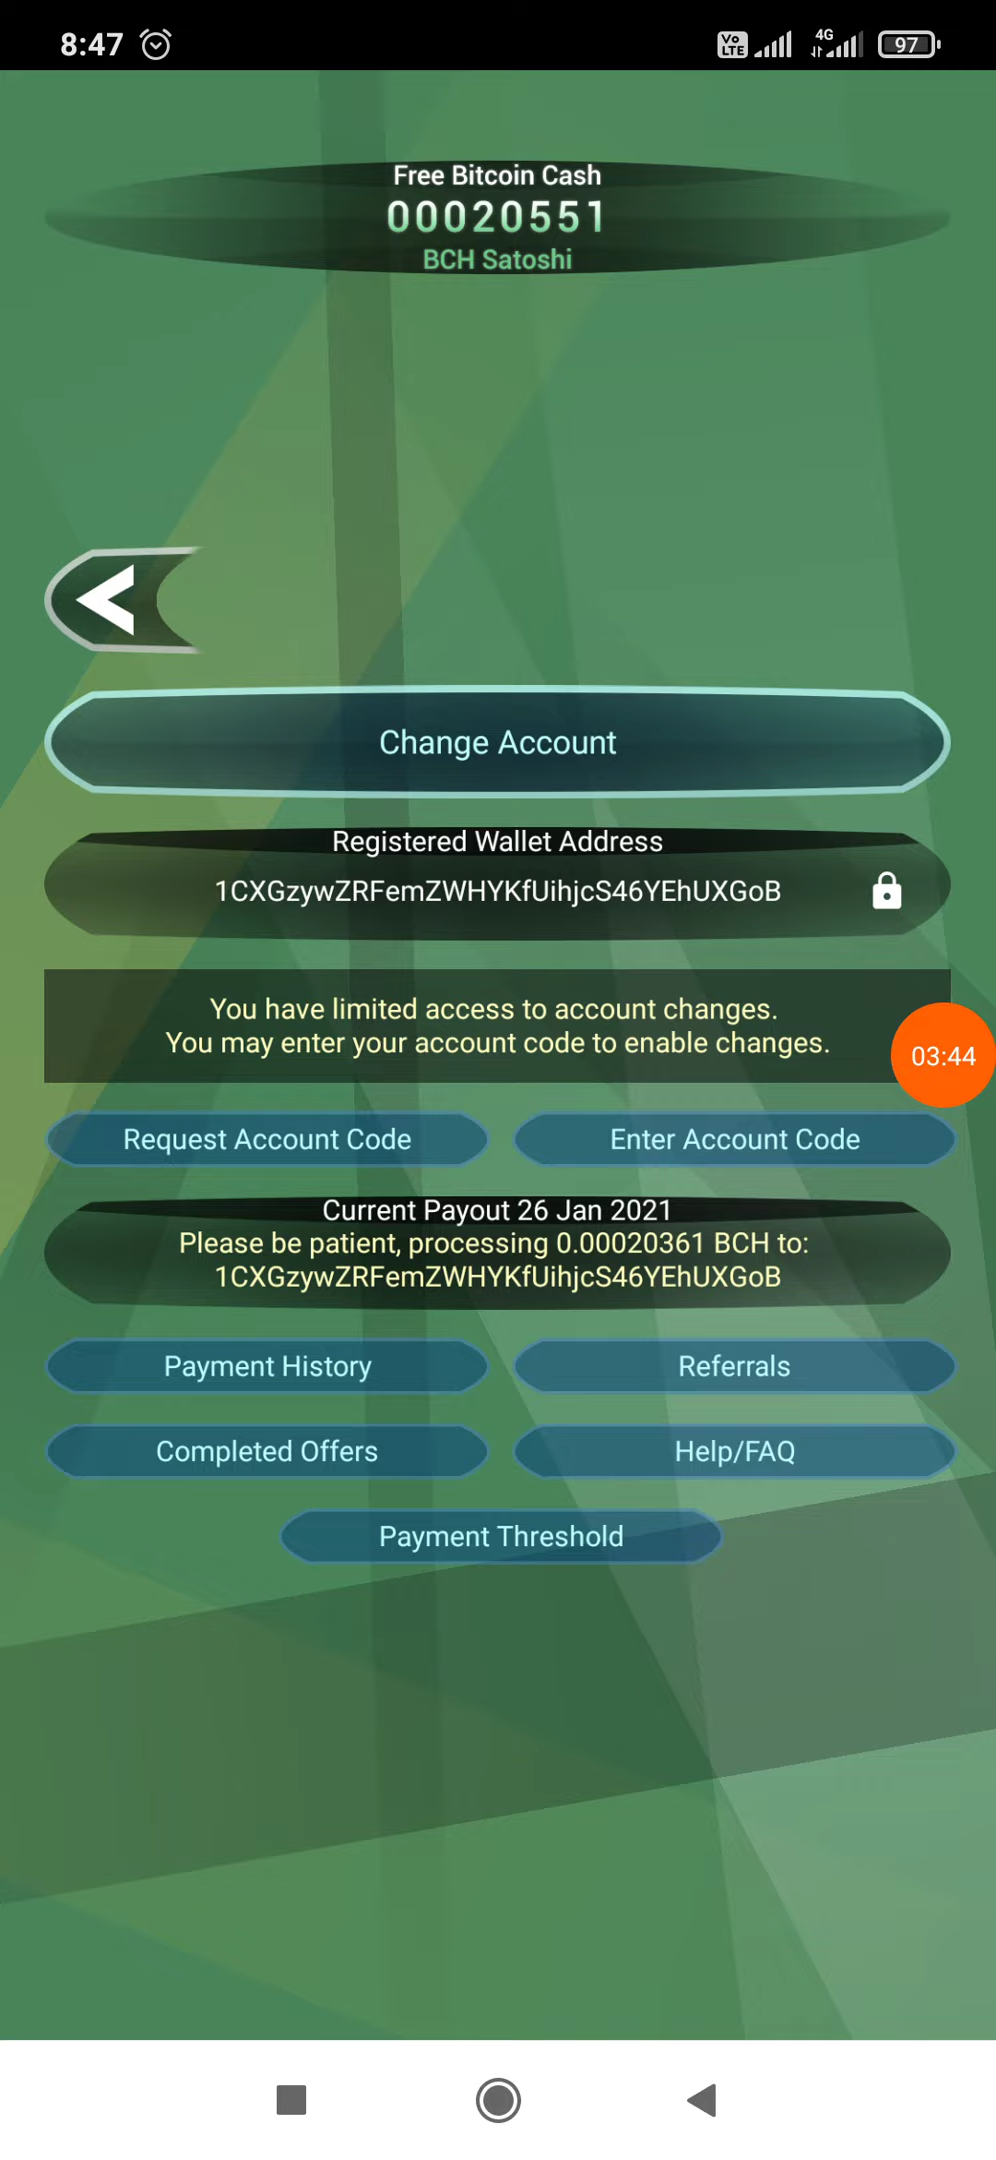 8:47
Vo LTE
4G
97
Free Bitcoin Cash
00020551
BCH Satoshi
Change Account
Registered Wallet Address
1CXGzywZRFemZWHYKfUihjcS46YEhUXGoB
You have limited access to account changes.
You may enter your account code to enable changes.
03:44
Request Account Code
Enter Account Code
Current Payout 26 Jan 2021
Please be patient, processing 0.00020361 BCH to:
1CXGzywZRFemZWHYKfUihjcS46YEhUXGoB
Payment History
Referrals
Completed Offers
Help/FAQ
Payment Threshold